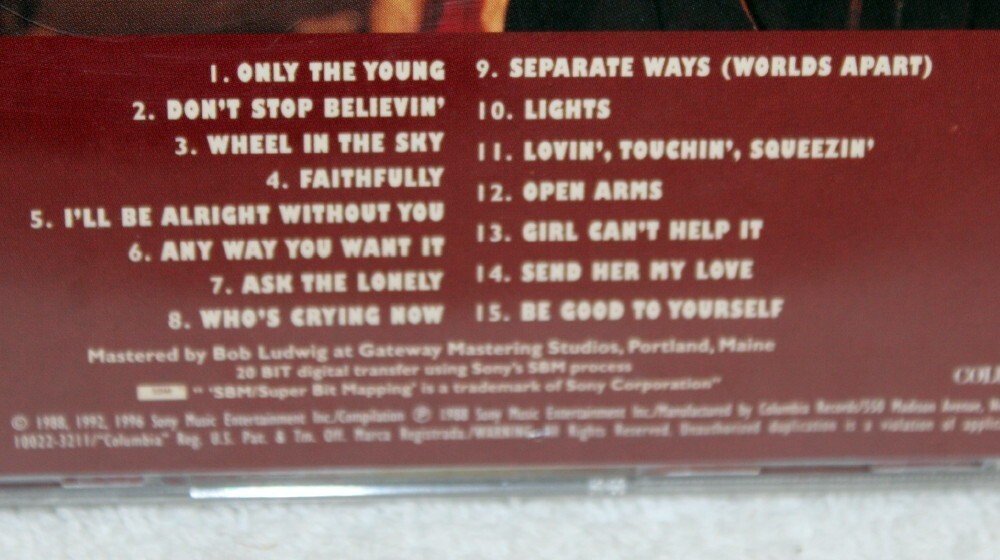 1. ONLY THE YOUNG
2. DON'T STOP BELIEVIN'
3. WHEEL IN THE SKY
4. FAITHFULLY
5. I'LL BE ALRIGHT WITHOUT YOU
6. ANY WAY YOU WANT IT
7. ASK THE LONELY
8. WHO'S CRYING NOW
9. SEPARATE WAYS (WORLDS APART)
10. LIGHTS
11. LOVIN', TOUCHIN', SQUEEZIN'
12. OPEN ARMS
13. GIRL CAN'T HELP IT
14. SEND HER MY LOVE
15. BE GOOD TO YOURSELF
Mastered by Bob Ludwig at Gateway Mastering Studios, Portland, Maine
20 BIT digital transfer using Sony's SBM process
" 'SBM/Super Bit Mapping' is a trademark of Sony Corporation"
© 1988, 1992, 1996 Sony Music Entertainment Inc./Compilation ℗ 1988 Sony Music Entertainment Inc./Manufactured by Columbia Records/550 Madison Avenue,
10022-3211/"Columbia" Reg. U.S. Pat. & Tm. Off. Marca Registrada./WARNING: All Rights Reserved. Unauthorized duplication is a violation of